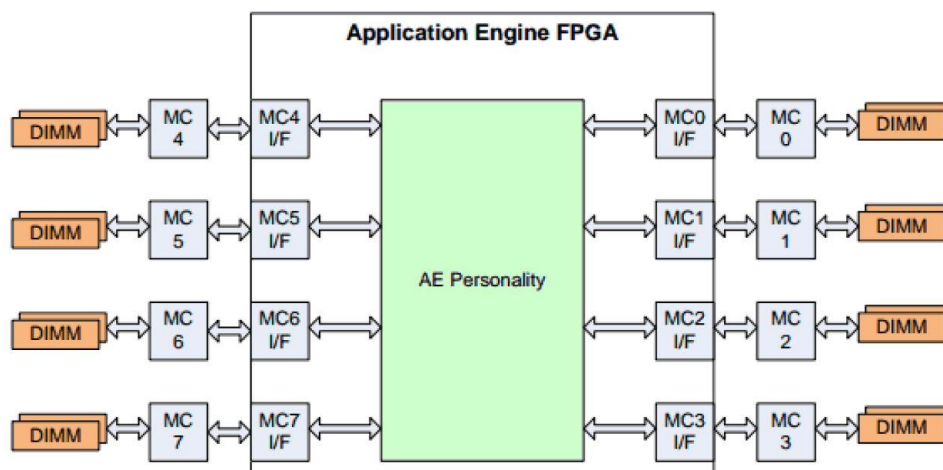 Application Engine FPGA
DIMM
MC
4
MC4
I/F
MC0
I/F
MC
0
DIMM
DIMM
MC
5
MC5
I/F
MC1
I/F
MC
1
DIMM
AE Personality
DIMM
MC
6
MC6
I/F
MC2
I/F
MC
2
DIMM
DIMM
MC
7
MC7
I/F
MC3
I/F
MC
3
DIMM